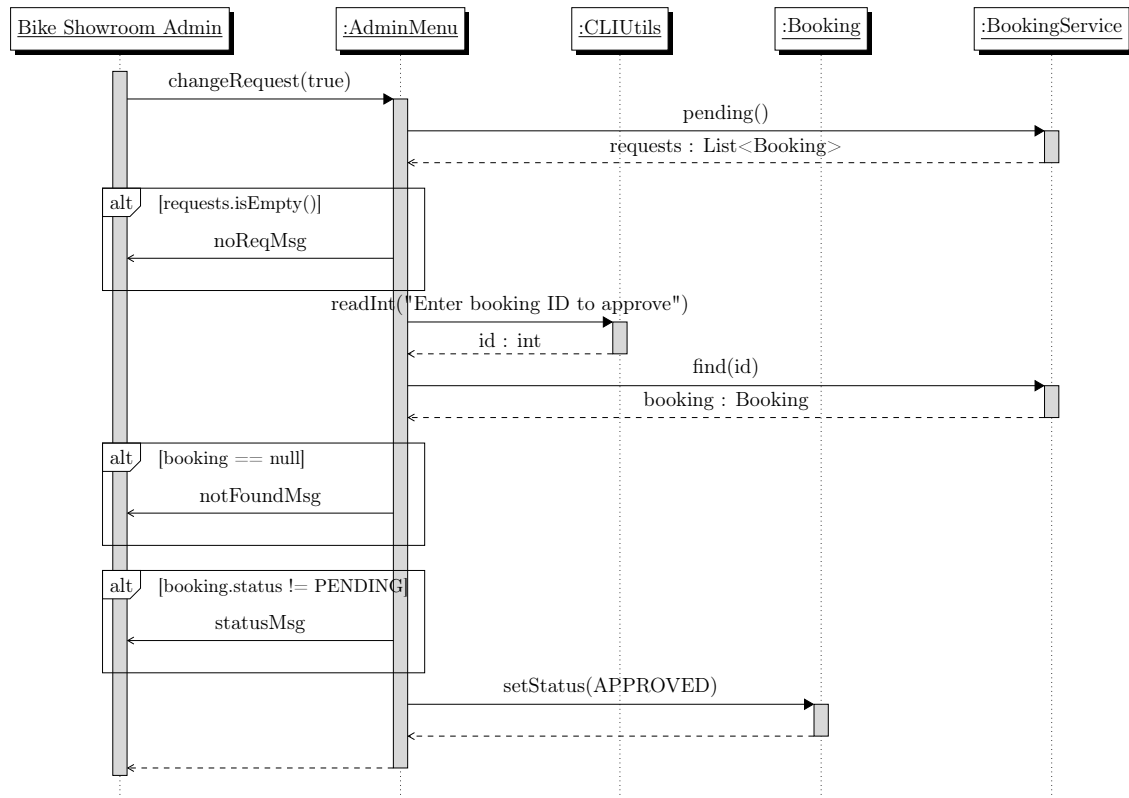 Bike Showroom Admin
:AdminMenu
:CLIUtils
:Booking
:BookingService
changeRequest(true)
pending()
requests : List<Booking>
alt [requests.isEmpty()]
noReqMsg
readInt("Enter booking ID to approve")
id : int
find(id)
booking : Booking
alt [booking == null]
notFoundMsg
alt [booking.status != PENDING]
statusMsg
setStatus(APPROVED)